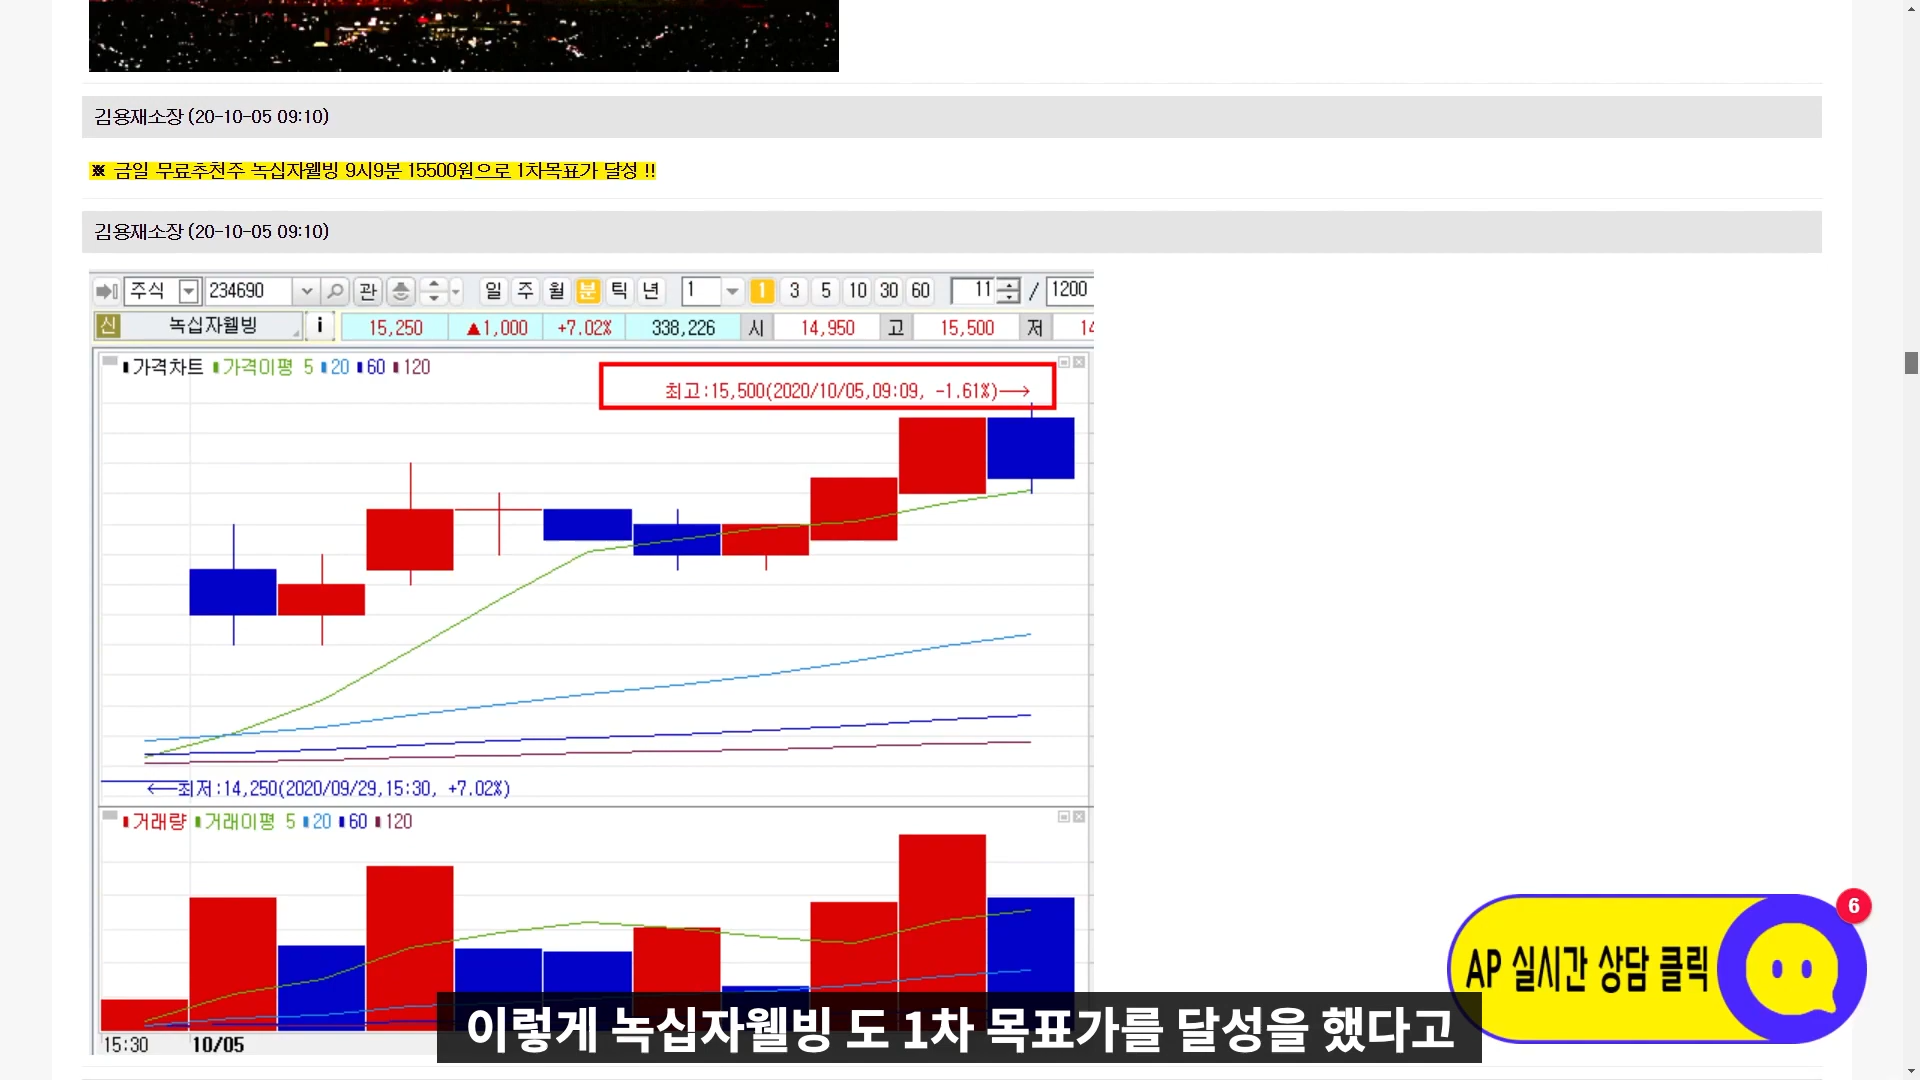 김용재소장 (20-10-05 09:10)
※ 금일 무료추천주 녹십자웰빙 9시9분 15500원으로 1차목표가 달성 !!
김용재소장 (20-10-05 09:10)
주식 234690 관 일 주 월 분 틱 년 1 1 3 5 10 30 60 11 / 1200
신 녹십자웰빙 i 15,250 ▲1,000 +7.02% 338,226 시 14,950 고 15,500 저
가격차트 가격이평 5 20 60 120
최고:15,500(2020/10/05,09:09, -1.61%)→
←최저:14,250(2020/09/29,15:30, +7.02%)
거래량 거래이평 5 20 60 120
6
AP 실시간 상담 클릭
이렇게 녹십자웰빙 도 1차 목표가를 달성을 했다고
15:30 10/05